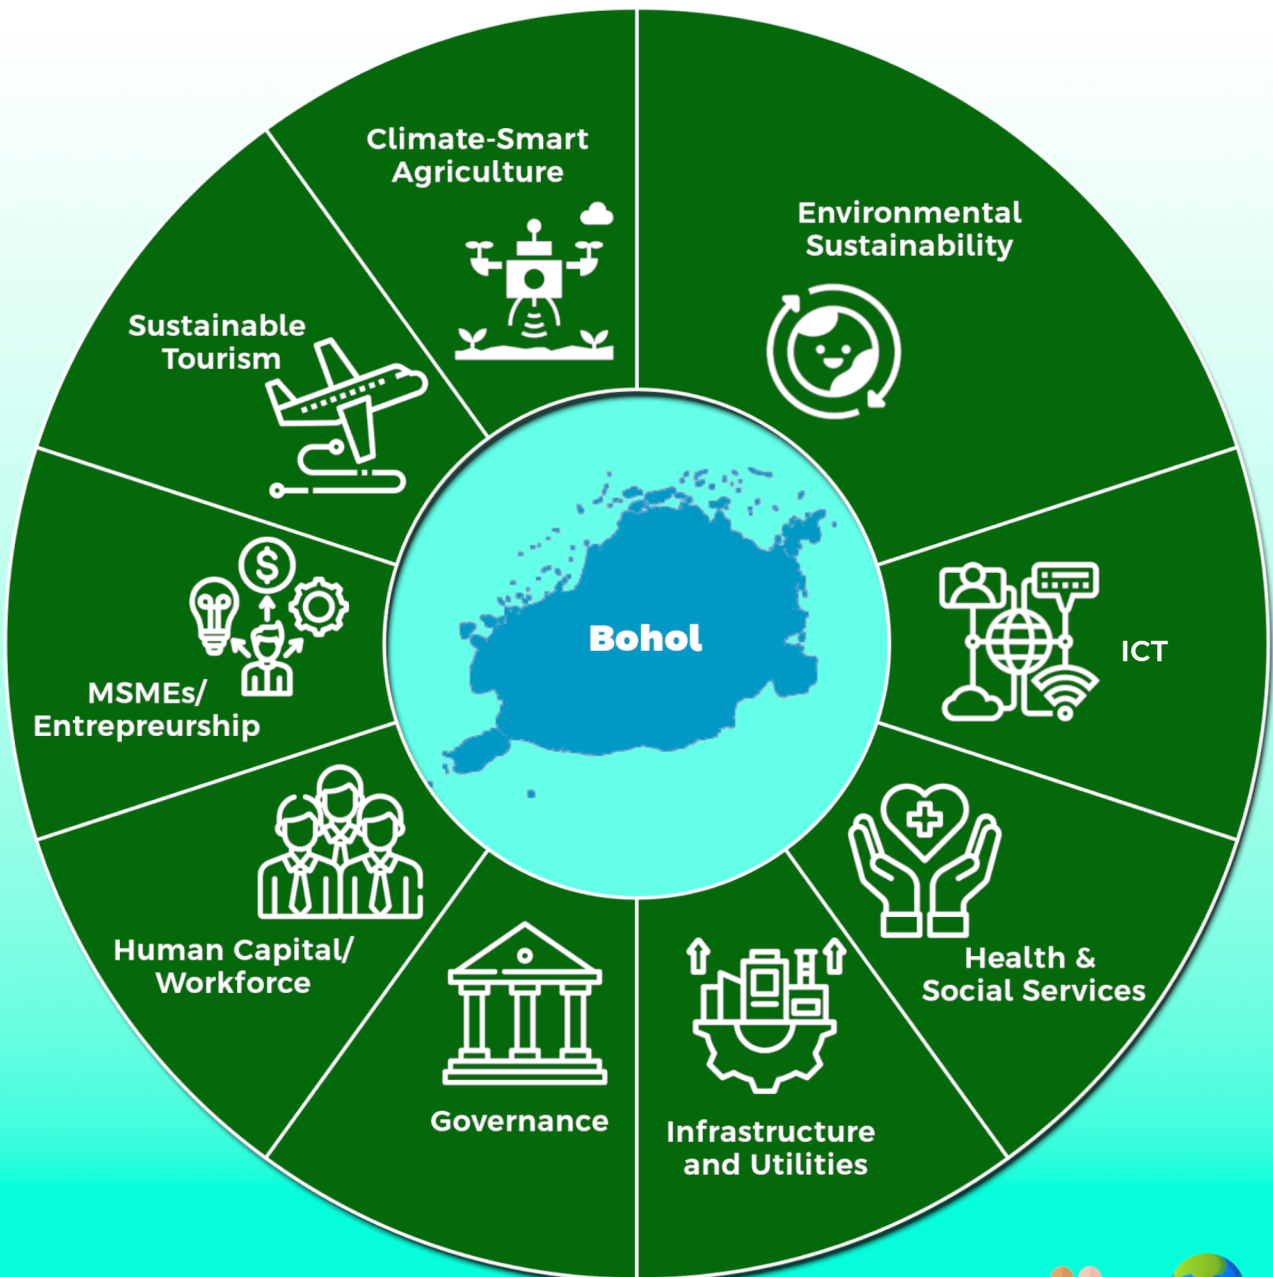 Climate-Smart
Agriculture
Environmental
Sustainability
Sustainable
Tourism
Bohol
ICT
MSMEs/
Entrepreurship
Human Capital/
Workforce
Health &
Social Services
Governance
Infrastructure
and Utilities